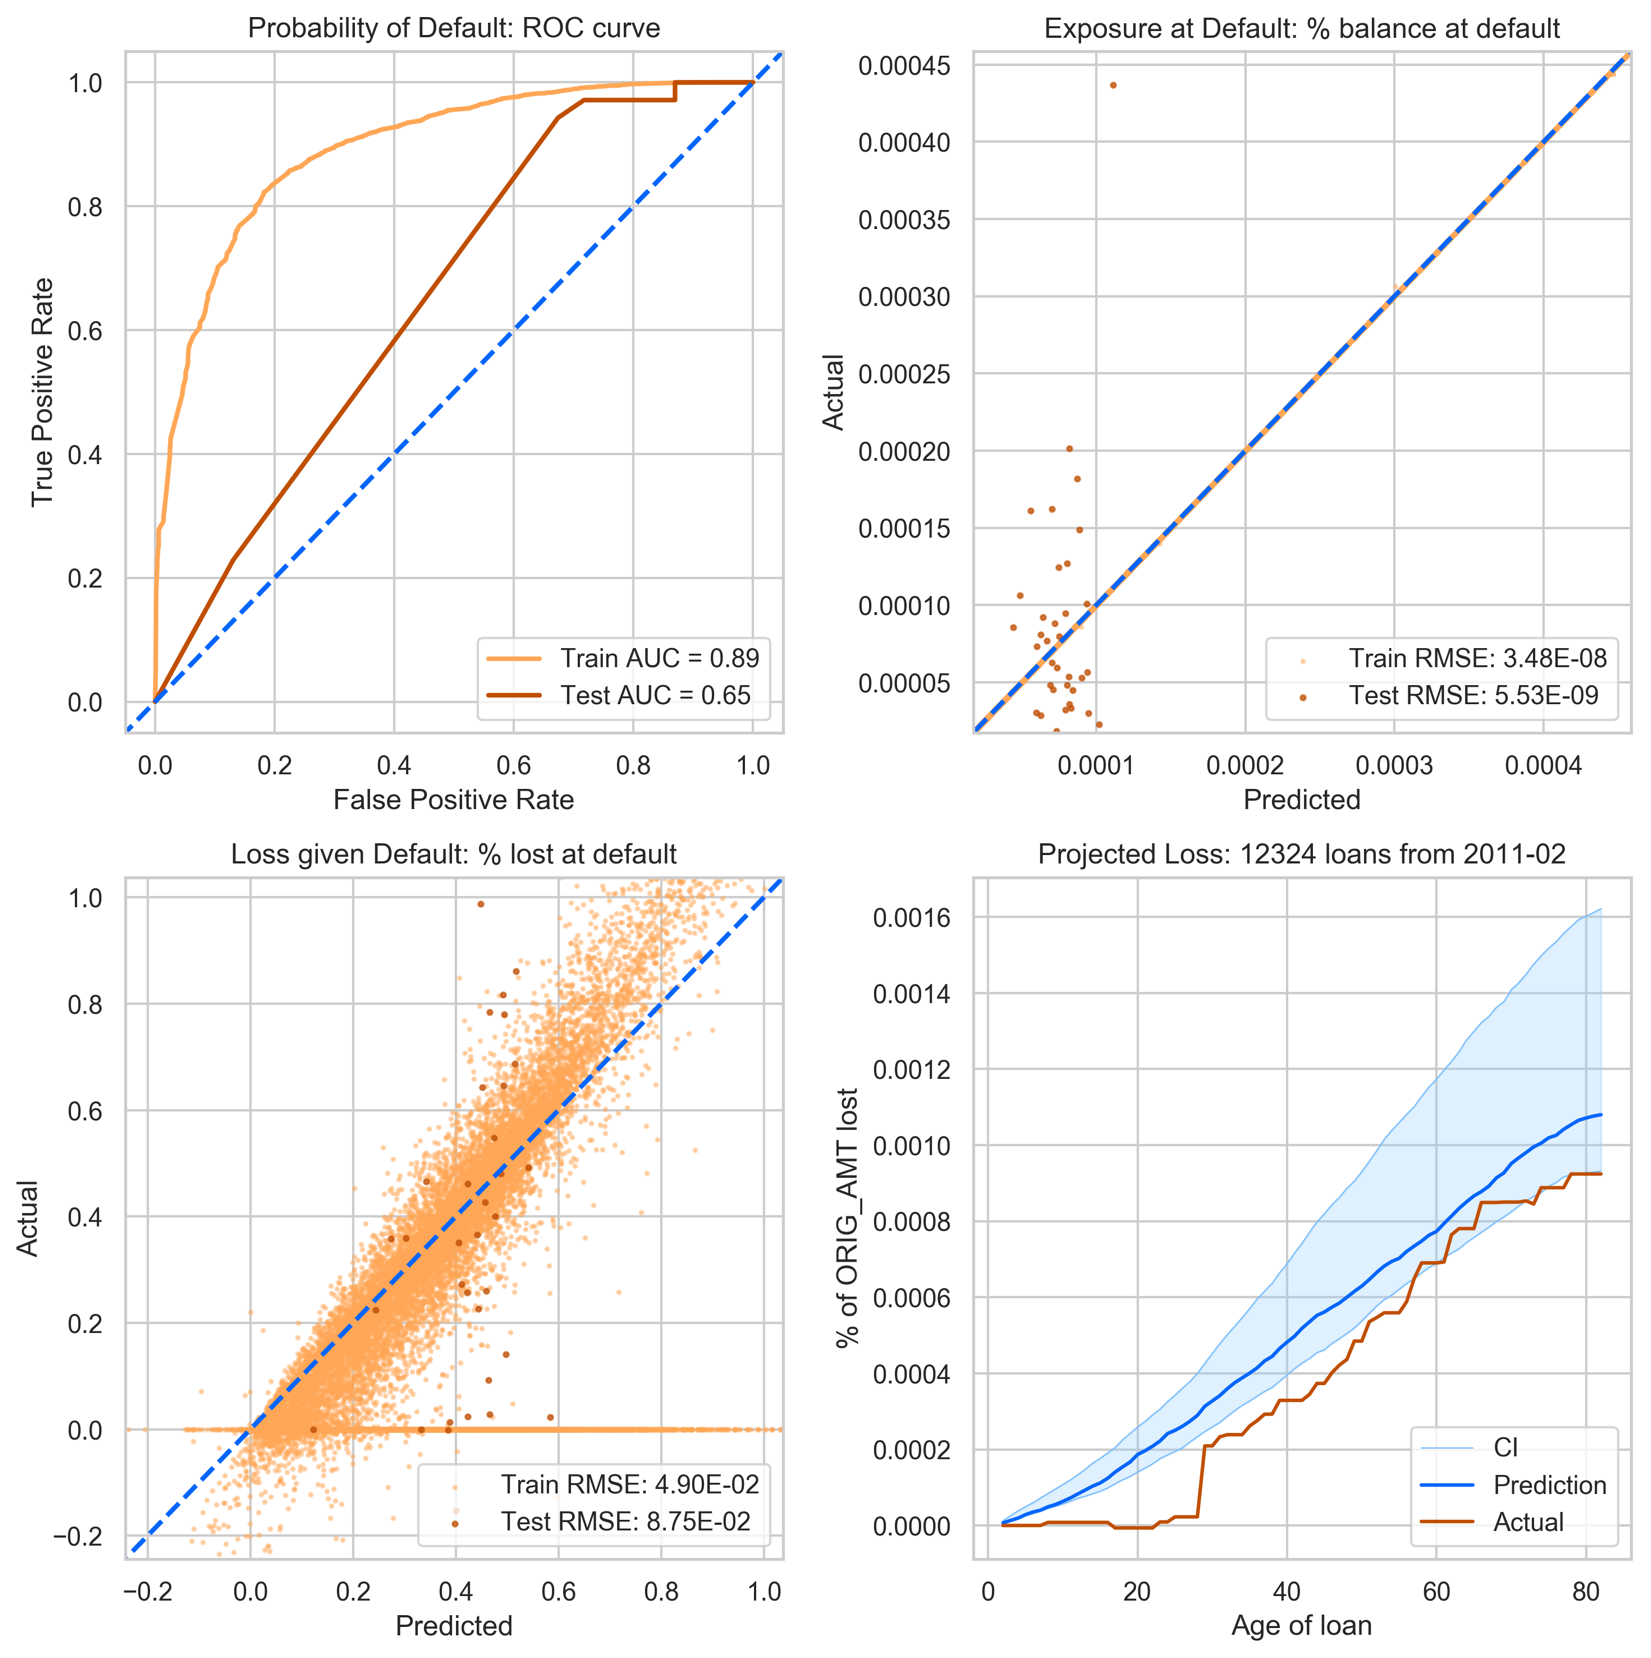 Probability of Default: ROC curve
1.0
0.8
0.6
0.4
0.2
0.0
True Positive Rate
0.0 0.2 0.4 0.6 0.8 1.0
False Positive Rate
Train AUC = 0.89
Test AUC = 0.65
Exposure at Default: % balance at default
0.00045
0.00040
0.00035
0.00030
0.00025
0.00020
0.00015
0.00010
0.00005
Actual
0.0001 0.0002 0.0003 0.0004
Predicted
Train RMSE: 3.48E-08
Test RMSE: 5.53E-09
Loss given Default: % lost at default
1.0
0.8
0.6
0.4
0.2
0.0
−0.2
Actual
−0.2 0.0 0.2 0.4 0.6 0.8 1.0
Predicted
Train RMSE: 4.90E-02
Test RMSE: 8.75E-02
Projected Loss: 12324 loans from 2011-02
0.0016
0.0014
0.0012
0.0010
0.0008
0.0006
0.0004
0.0002
0.0000
% of ORIG_AMT lost
0 20 40 60 80
Age of loan
CI
Prediction
Actual